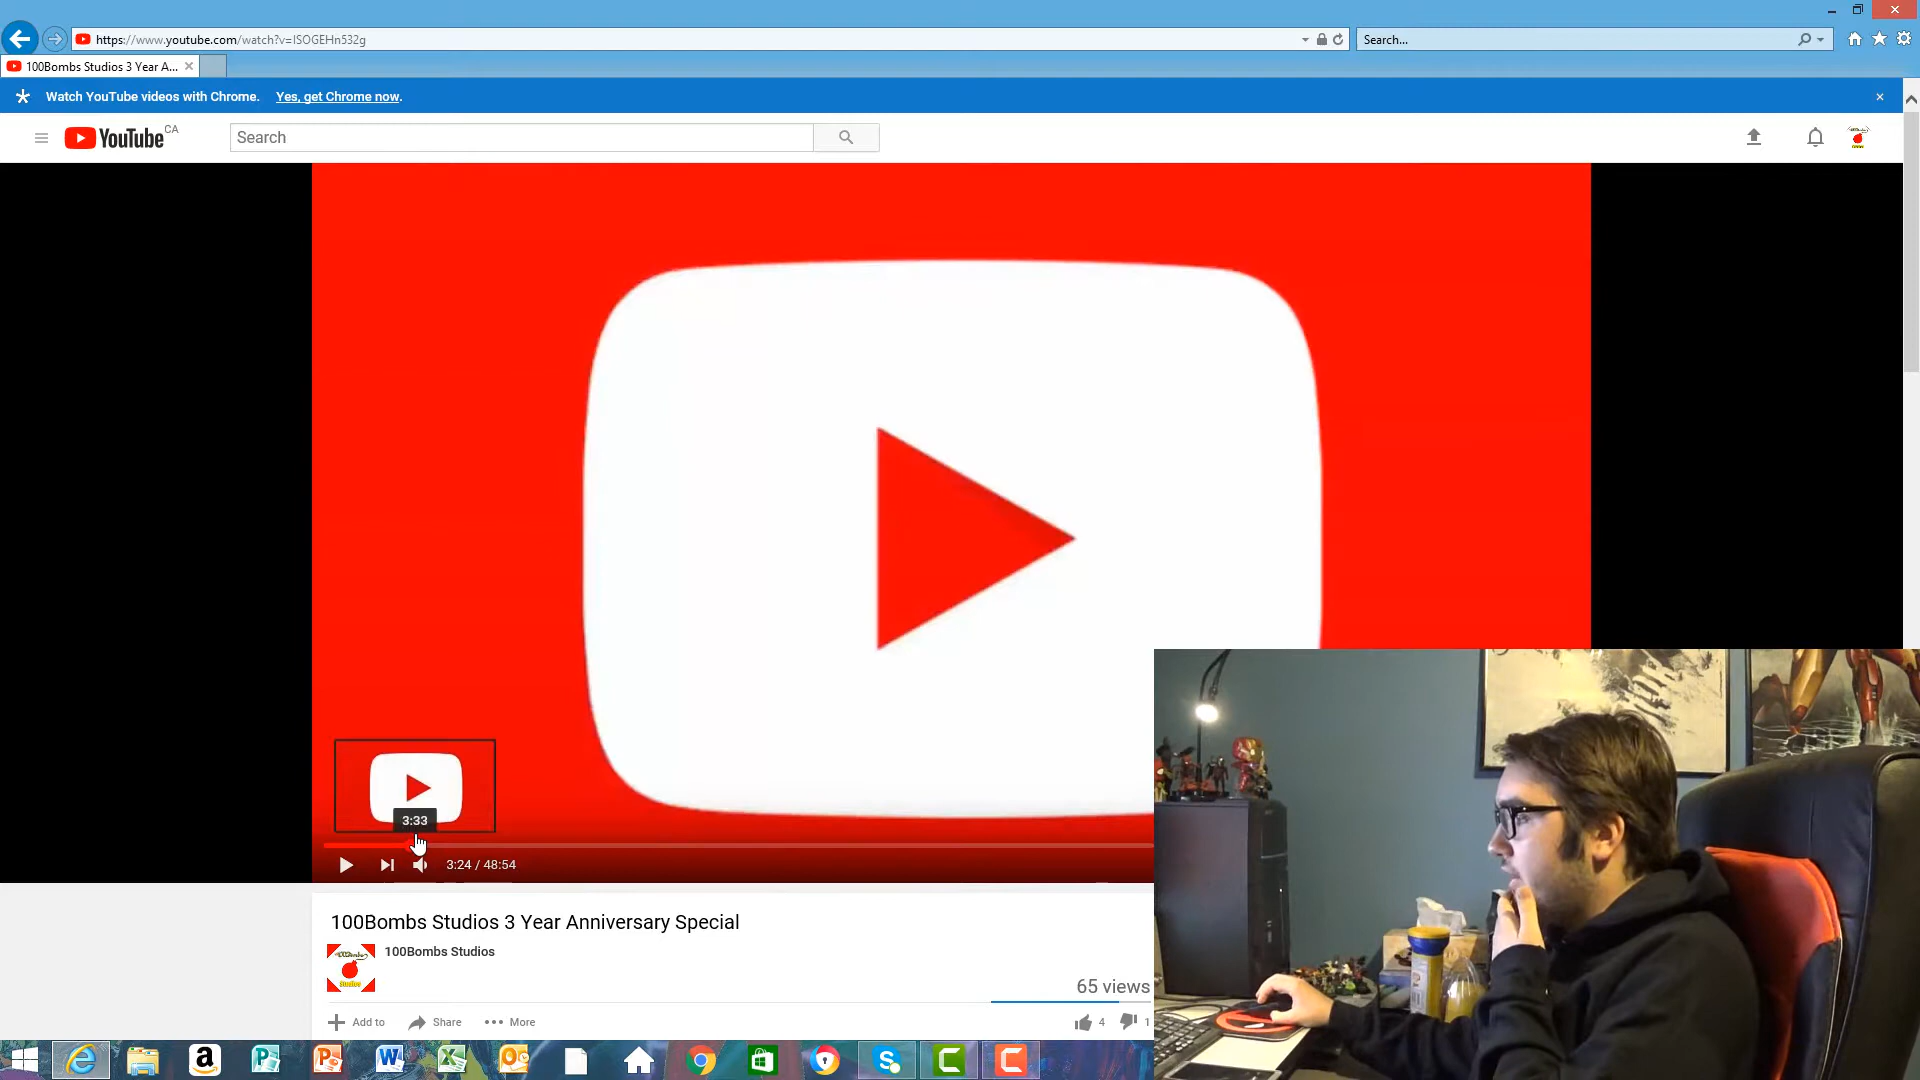 https://www.youtube.com/watch?v=ISOGEHn532g
Search...
100Bombs Studios 3 Year A...
Watch YouTube videos with Chrome. Yes, get Chrome now.
YouTube CA
Search
3:33
3:24 / 48:54
100Bombs Studios 3 Year Anniversary Special
100Bombs Studios
65 views
Add to
Share
More
4
1